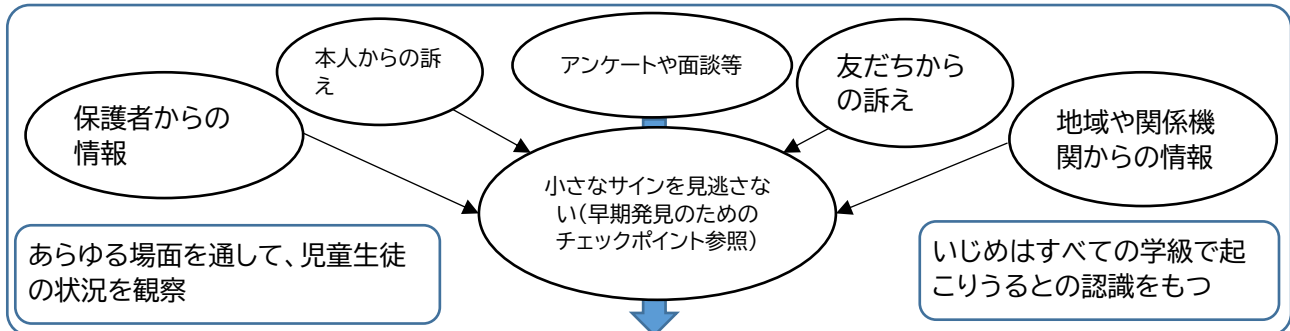 保護者からの
情報
本人からの訴
え
アンケートや面談等
友だちから
の訴え
地域や関係機
関からの情報
小さなサインを見逃さな
い(早期発見のための
チェックポイント参照)
あらゆる場面を通して、児童生徒
の状況を観察
いじめはすべての学級で起
こりうるとの認識をもつ